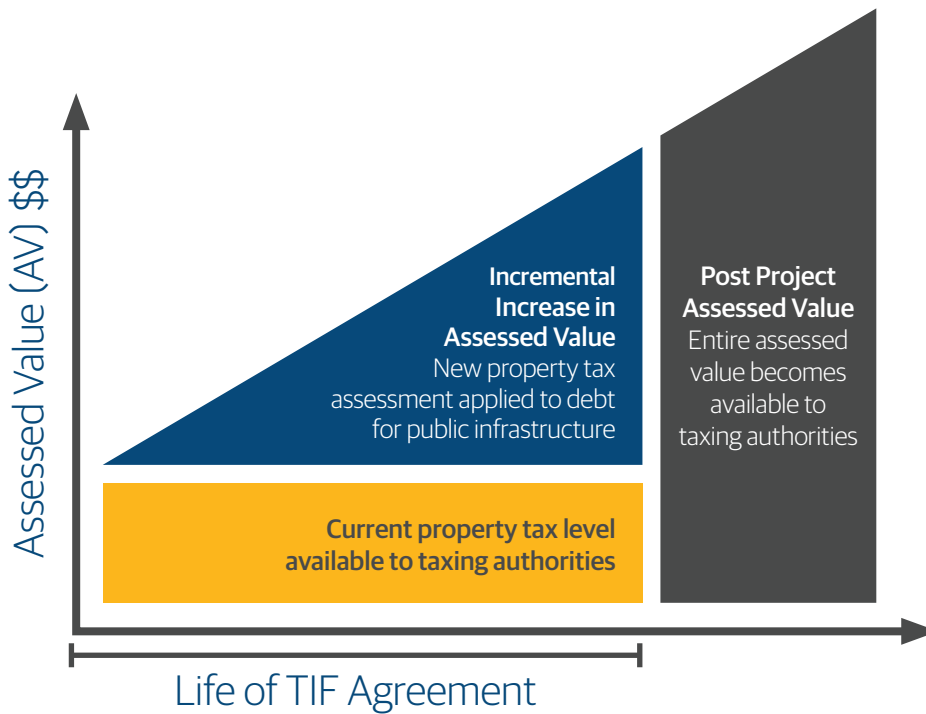 Assessed Value (AV) $$
Incremental
Increase in
Assessed Value
New property tax
assessment applied to debt
for public infrastructure
Post Project
Assessed Value
Entire assessed
value becomes
available to
taxing authorities
Current property tax level
available to taxing authorities
Life of TIF Agreement